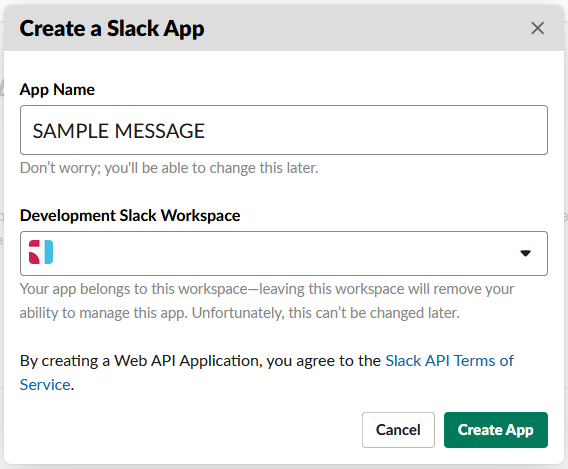 Create a Slack App
App Name
SAMPLE MESSAGE
Don't worry; you'll be able to change this later.
Development Slack Workspace
Your app belongs to this workspace—leaving this workspace will remove your
ability to manage this app. Unfortunately, this can't be changed later.
By creating a Web API Application, you agree to the Slack API Terms of
Service.
Cancel
Create App